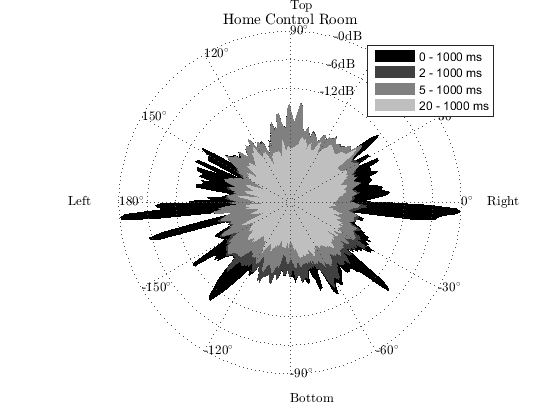 Top
Home Control Room
90°
-0dB
120°
-6dB
0 - 1000 ms
2 - 1000 ms
5 - 1000 ms
20 - 1000 ms
-12dB
150°
Left
180°
0°
Right
-150°
-30°
-120°
-60°
-90°
Bottom